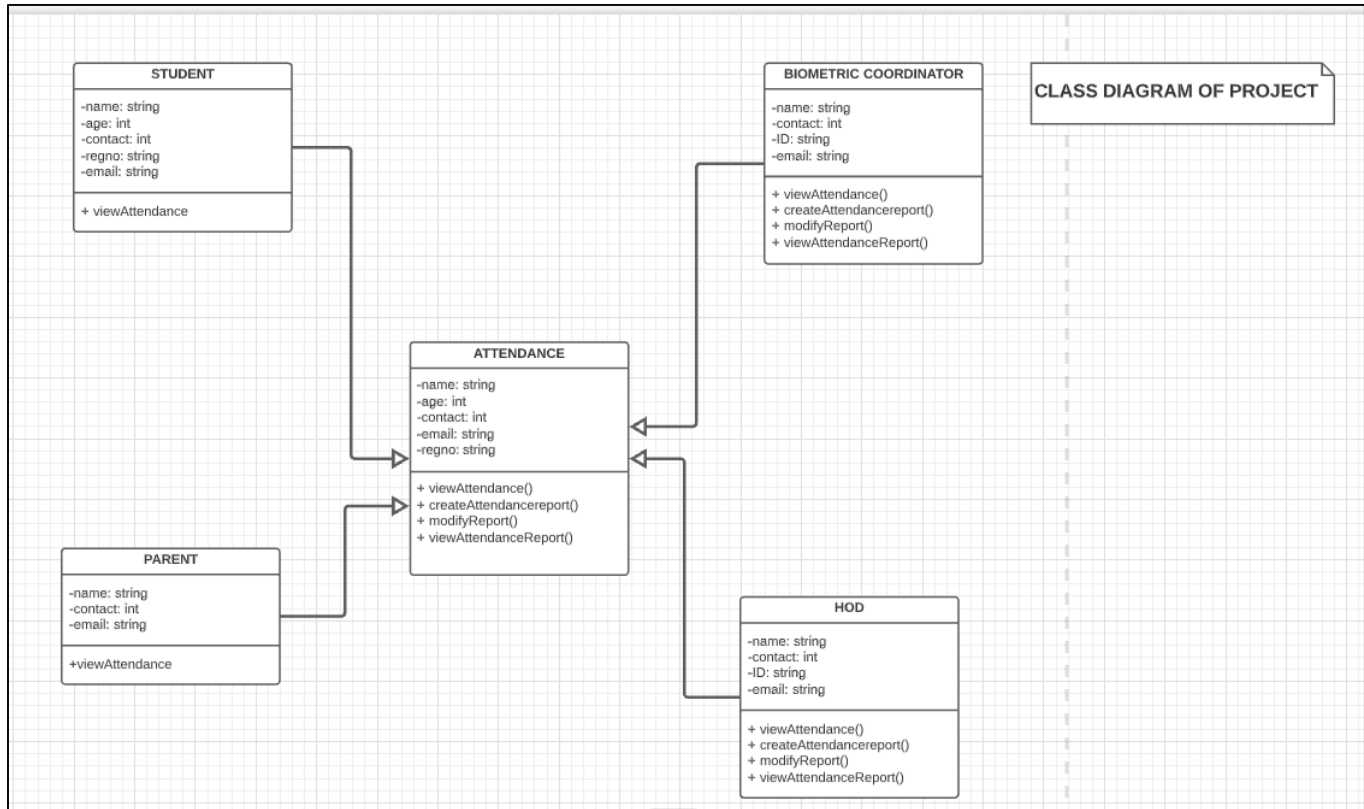 STUDENT
-name: string
-age: int
-contact: int
-regno: string
-email: string
+ viewAttendance
BIOMETRIC COORDINATOR
-name: string
-contact: int
-ID: string
-email: string
+ viewAttendance()
+ createAttendancereport()
+ modifyReport()
+ viewAttendanceReport()
CLASS DIAGRAM OF PROJECT
ATTENDANCE
-name: string
-age: int
-contact: int
-email: string
-regno: string
+ viewAttendance()
+ createAttendancereport()
+ modifyReport()
+ viewAttendanceReport()
PARENT
-name: string
-contact: int
-email: string
+viewAttendance
HOD
-name: string
-contact: int
-ID: string
-email: string
+ viewAttendance()
+ createAttendancereport()
+ modifyReport()
+ viewAttendanceReport()